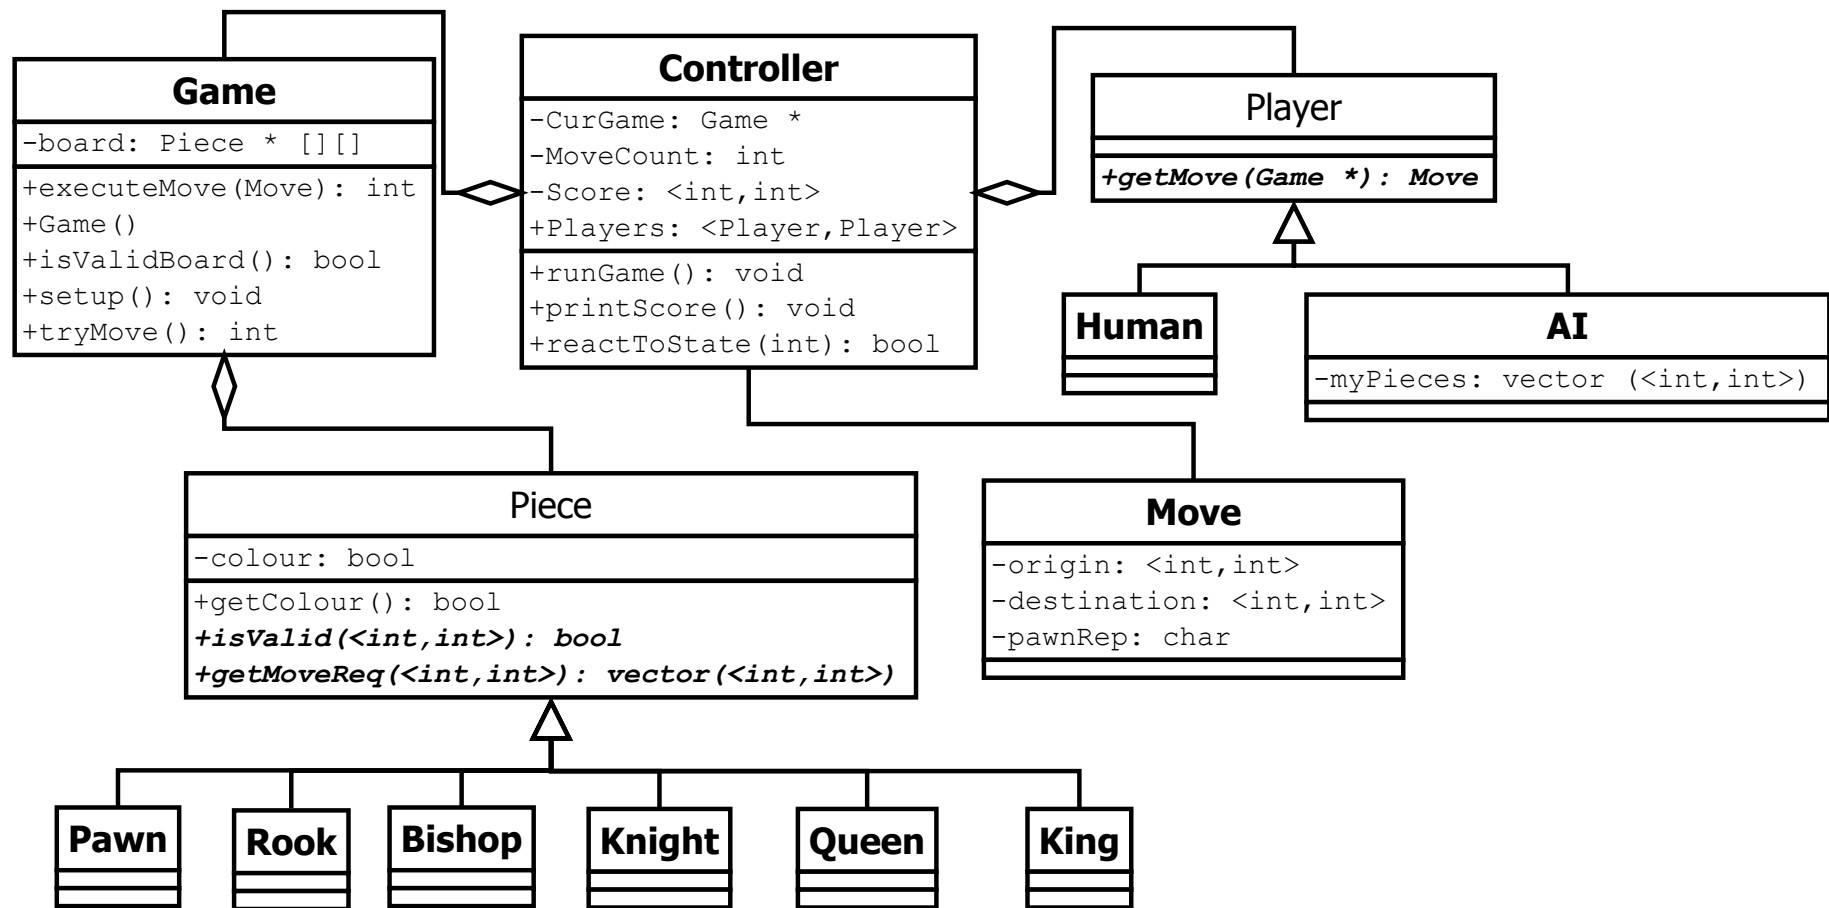 Game
-board: Piece * [][]
+executeMove(Move): int
+Game()
+isValidBoard(): bool
+setup(): void
+tryMove(): int
Controller
-CurGame: Game *
-MoveCount: int
-Score: <int,int>
+Players: <Player,Player>
+runGame(): void
+printScore(): void
+reactToState(int): bool
Player
+getMove(Game *): Move
Human
AI
-myPieces: vector (<int,int>)
Piece
-colour: bool
+getColour(): bool
+isValid(<int,int>): bool
+getMoveReq(<int,int>): vector(<int,int>)
Move
-origin: <int,int>
-destination: <int,int>
-pawnRep: char
Pawn
Rook
Bishop
Knight
Queen
King